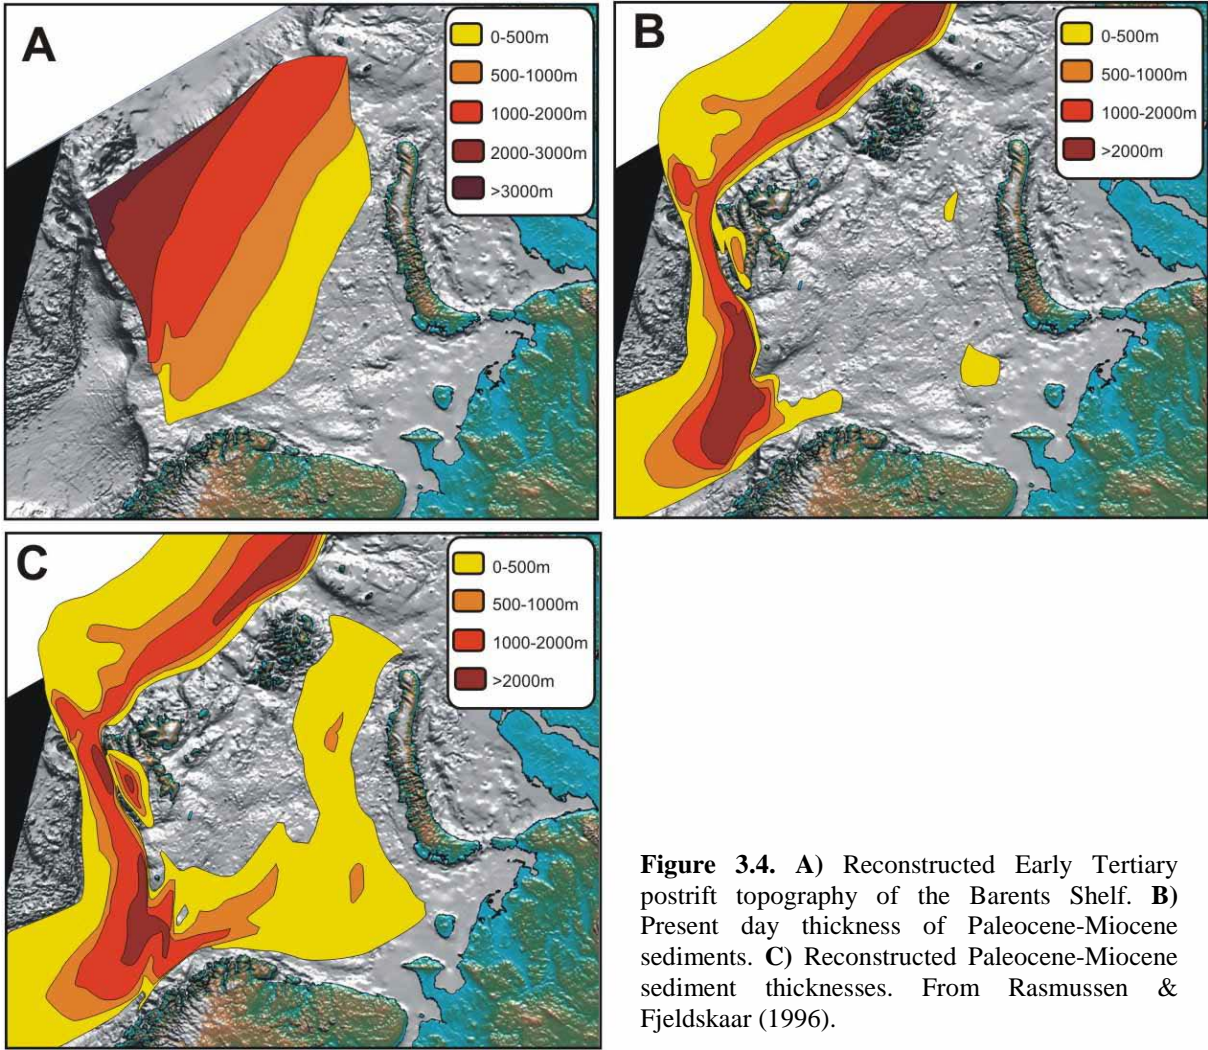 A
0-500m
500-1000m
1000-2000m
2000-3000m
>3000m
B
0-500m
500-1000m
1000-2000m
>2000m
C
0-500m
500-1000m
1000-2000m
>2000m
Figure 3.4. A) Reconstructed Early Tertiary
postrift topography of the Barents Shelf. B)
Present day thickness of Paleocene-Miocene
sediments. C) Reconstructed Paleocene-Miocene
sediment thicknesses. From Rasmussen &
Fjeldskaar (1996).